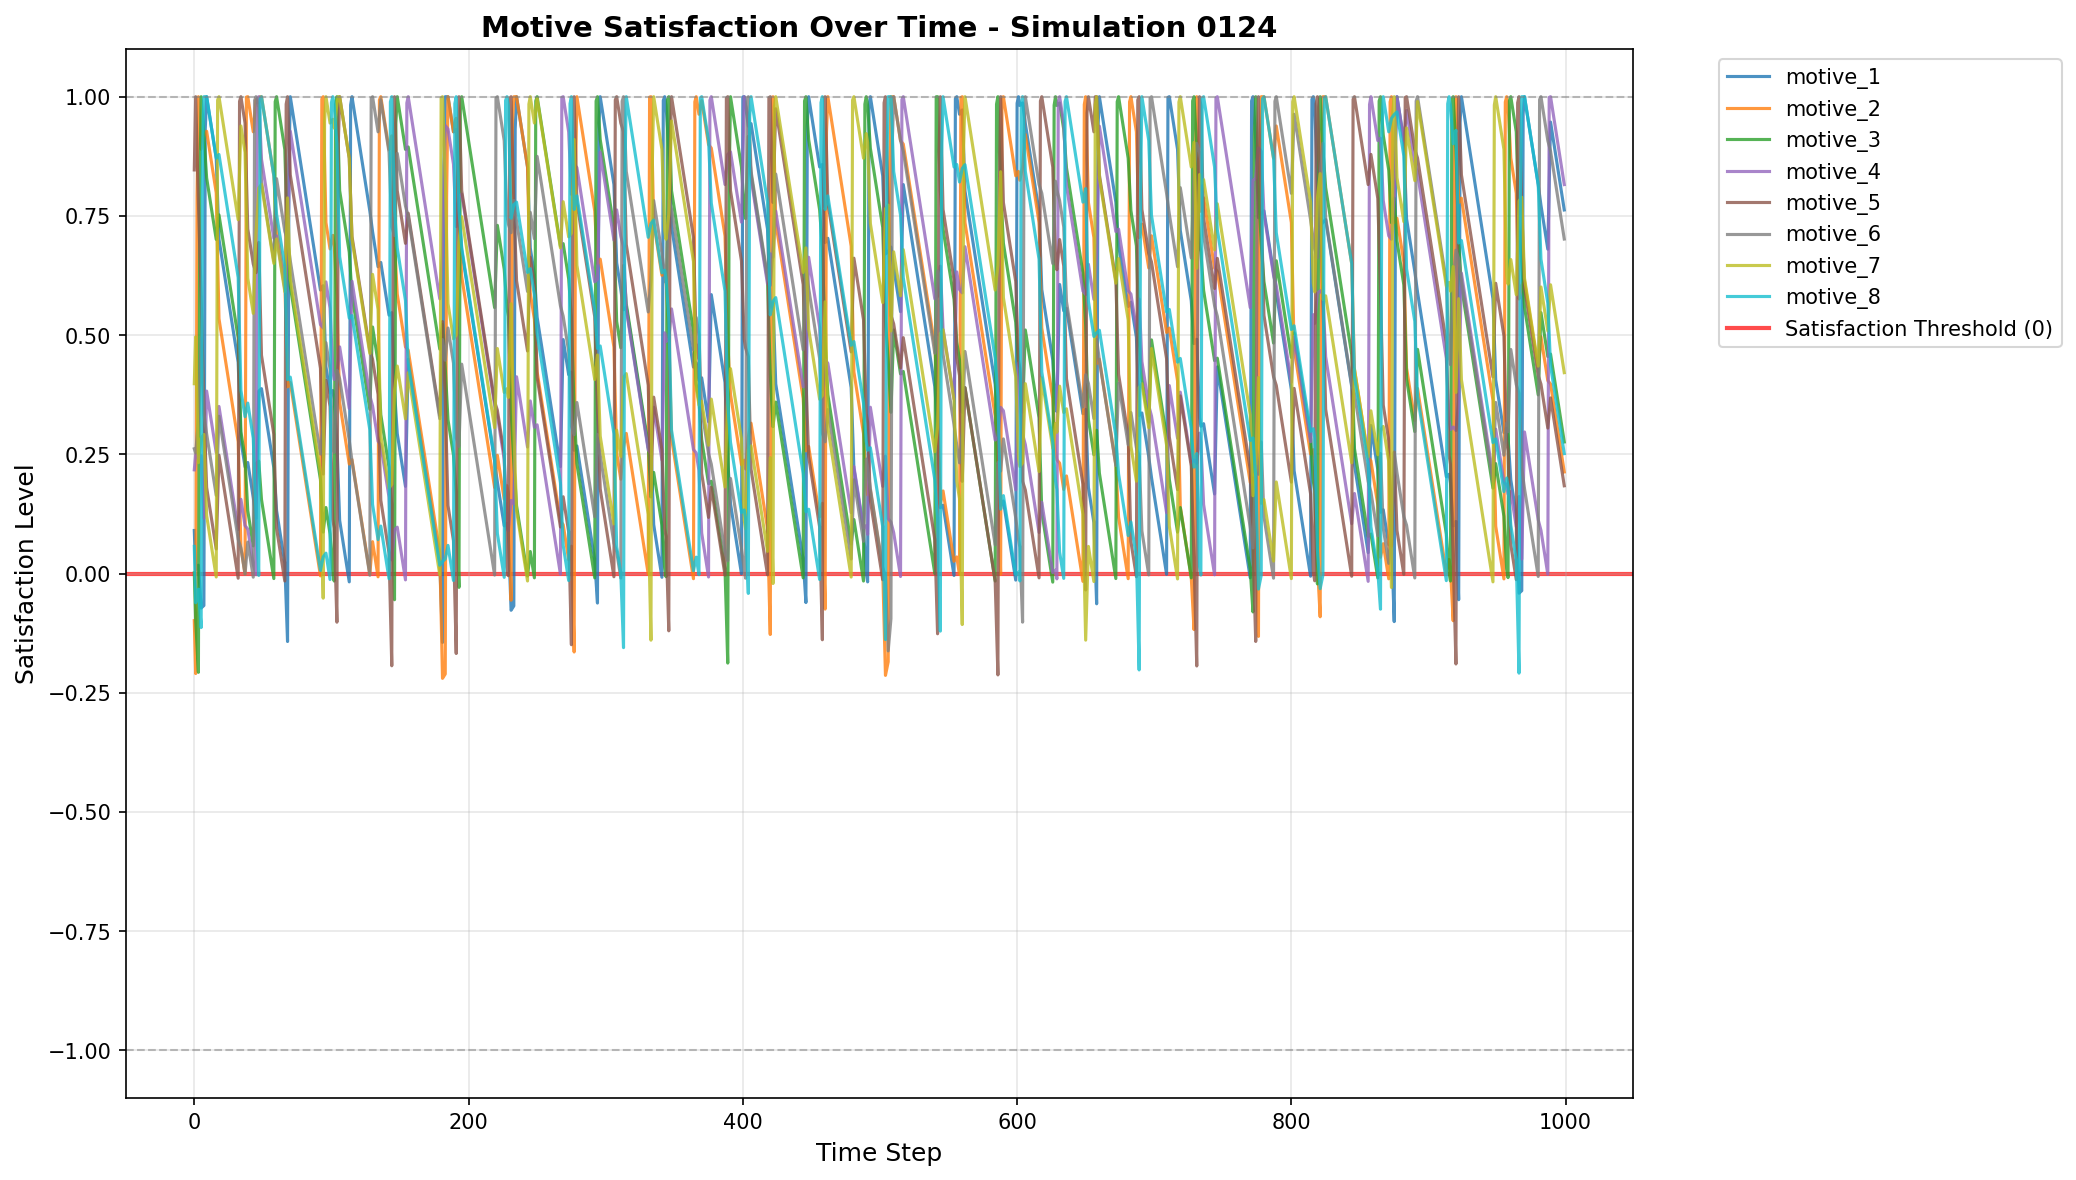 Motive Satisfaction Over Time - Simulation 0124
1.00
0.75
0.50
0.25
0.00
−0.25
−0.50
−0.75
−1.00
Satisfaction Level
0 200 400 600 800 1000
Time Step
motive_1
motive_2
motive_3
motive_4
motive_5
motive_6
motive_7
motive_8
Satisfaction Threshold (0)